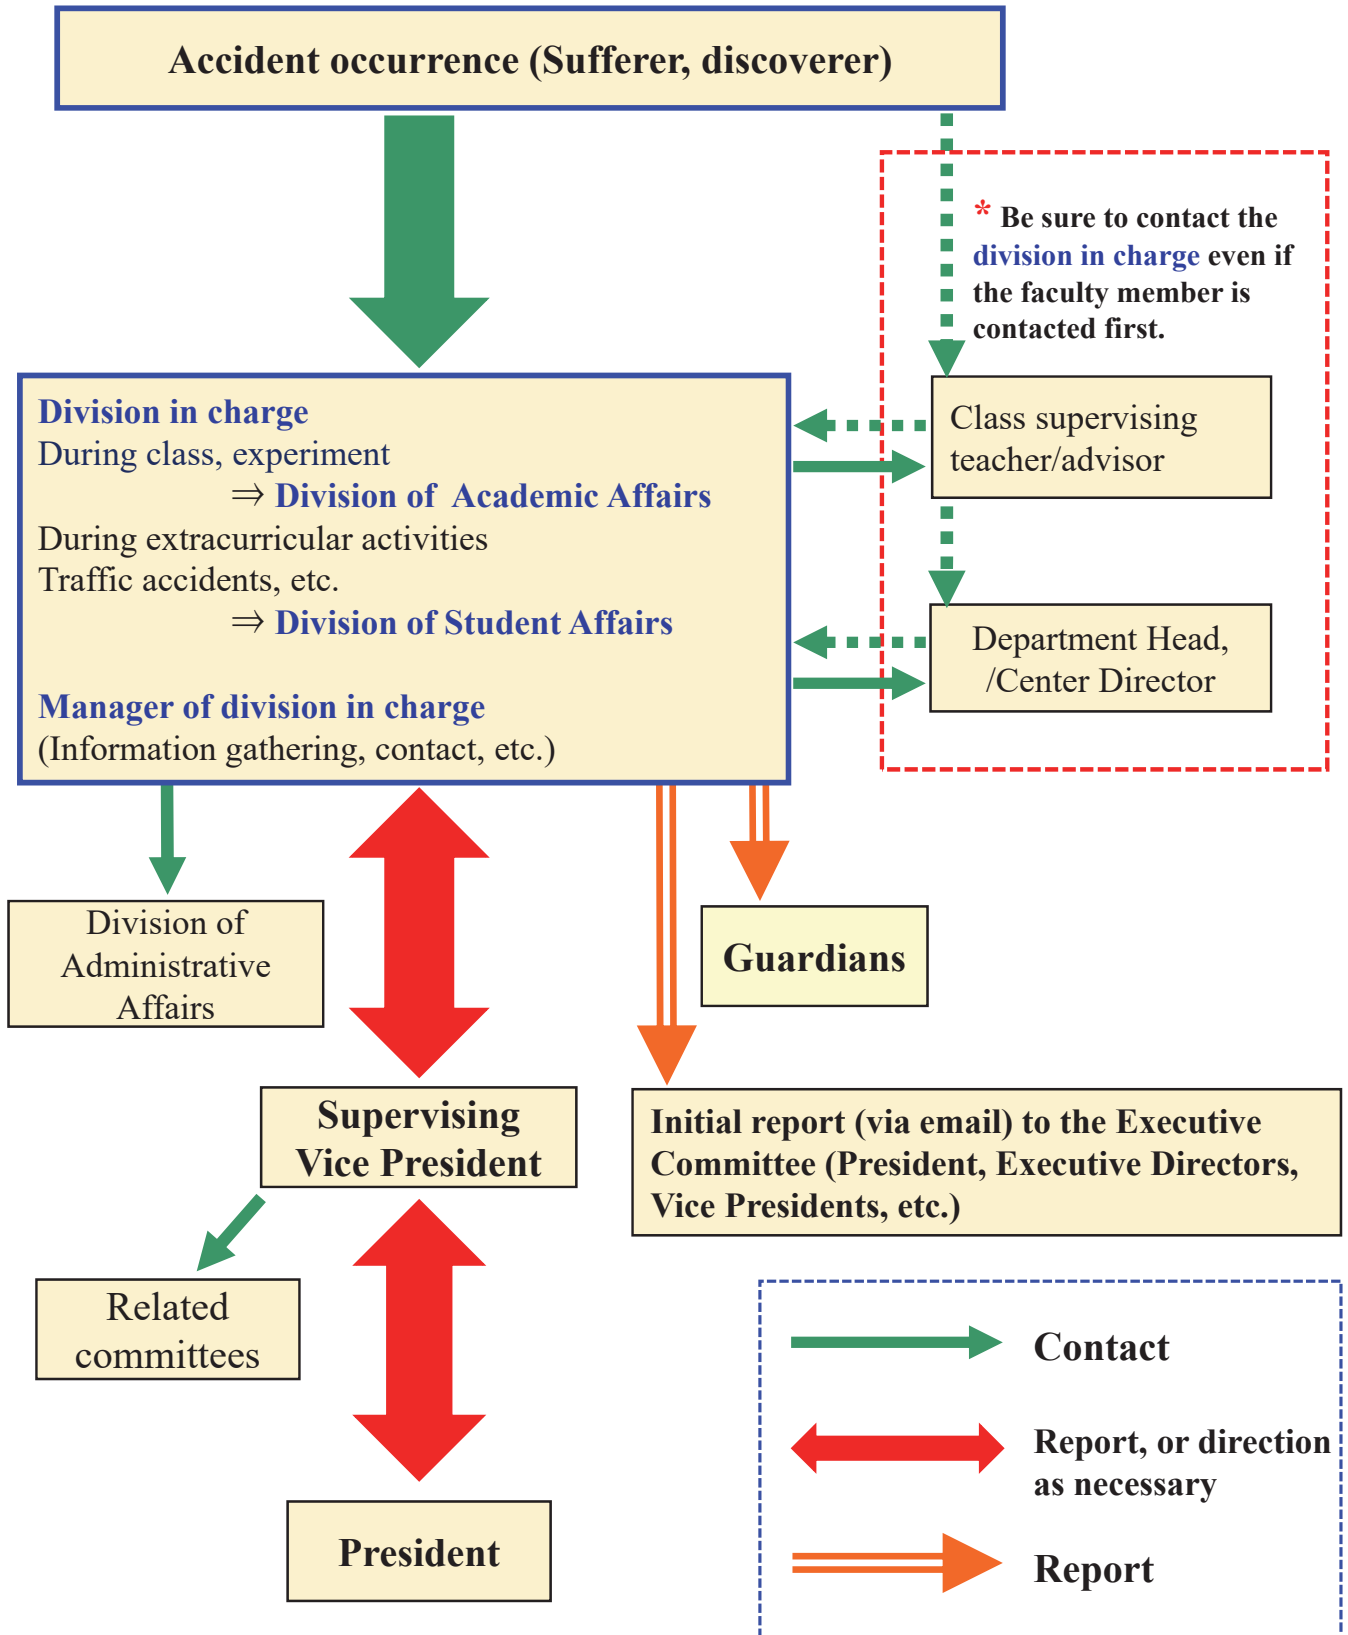 Accident occurrence (Sufferer, discoverer)
* Be sure to contact the
division in charge even if
the faculty member is
contacted first.
Division in charge
During class, experiment
⇒ Division of Academic Affairs
During extracurricular activities
Traffic accidents, etc.
⇒ Division of Student Affairs
Manager of division in charge
(Information gathering, contact, etc.)
Class supervising
teacher/advisor
Department Head,
/Center Director
Division of
Administrative
Affairs
Guardians
Supervising
Vice President
Initial report (via email) to the Executive
Committee (President, Executive Directors,
Vice Presidents, etc.)
Related
committees
President
Contact
Report, or direction
as necessary
Report